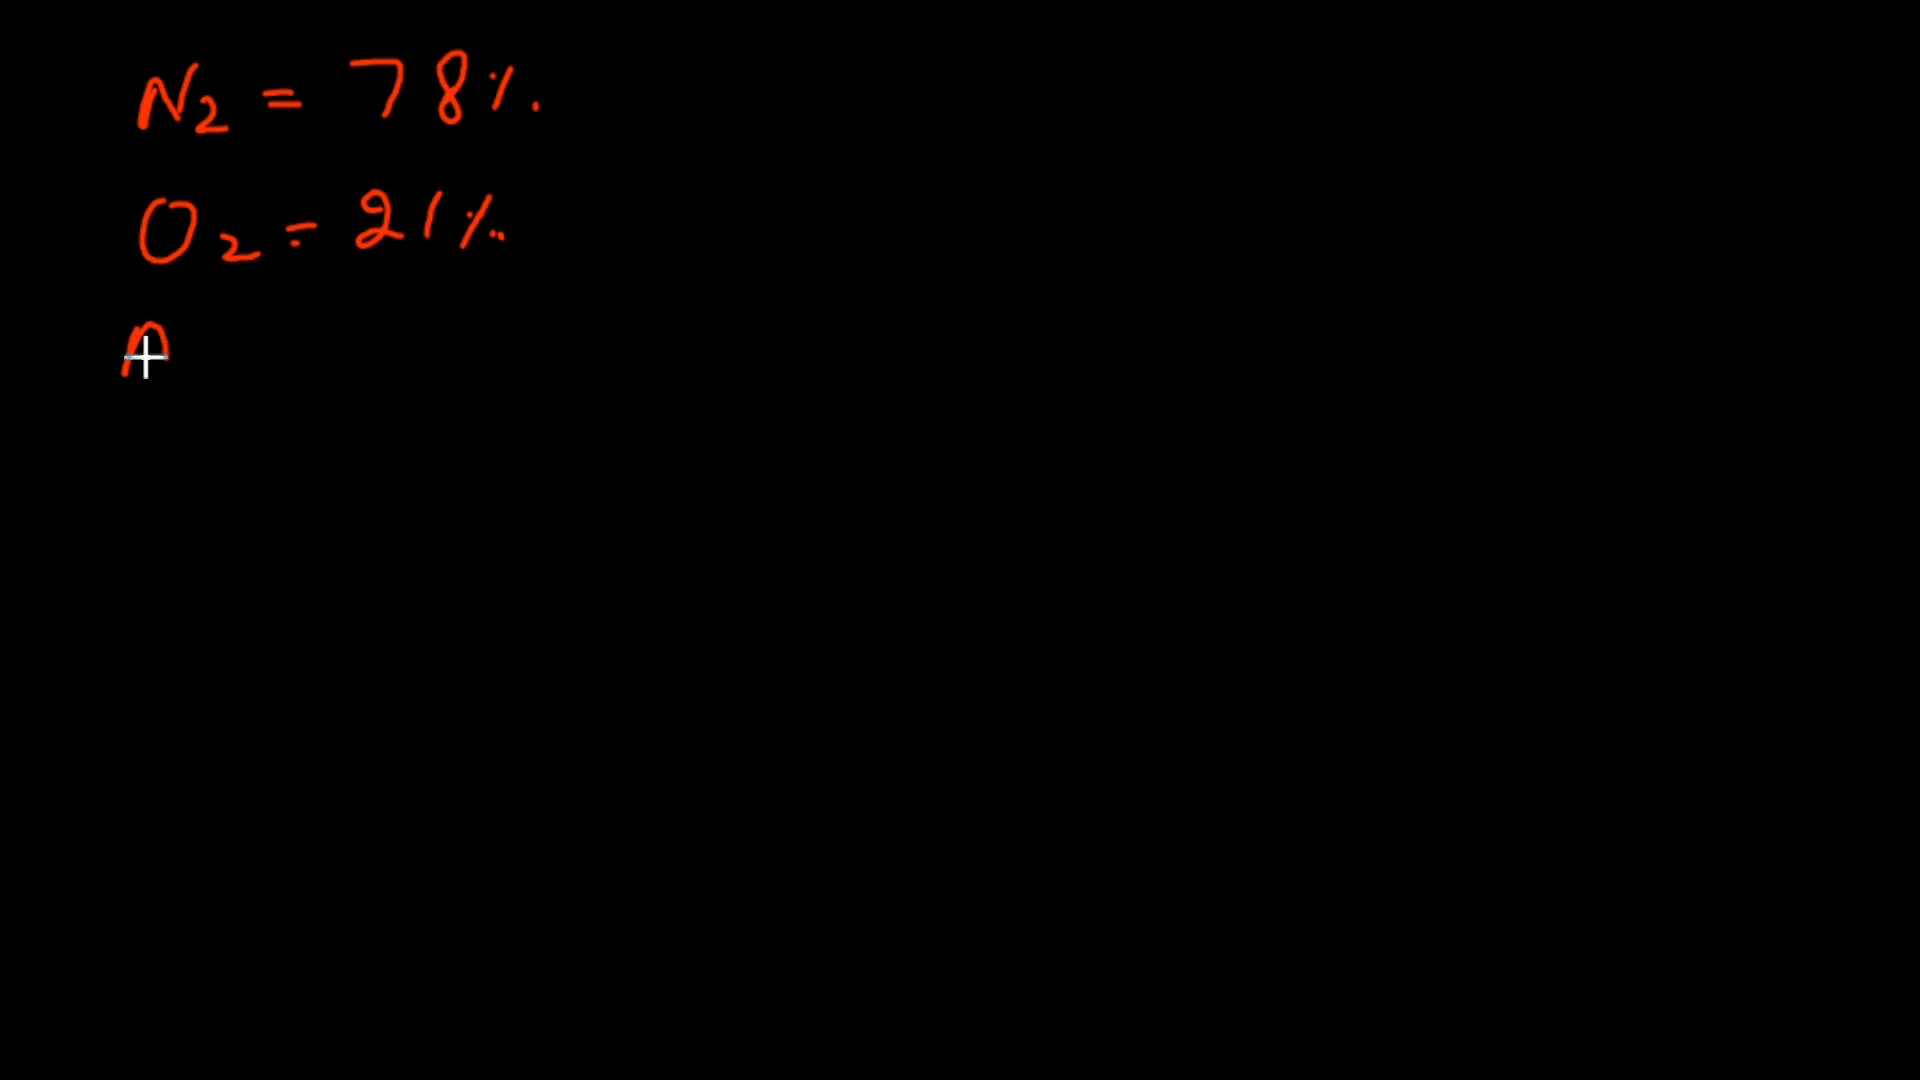 N₂ = 78%.
O₂ = 21%.
A